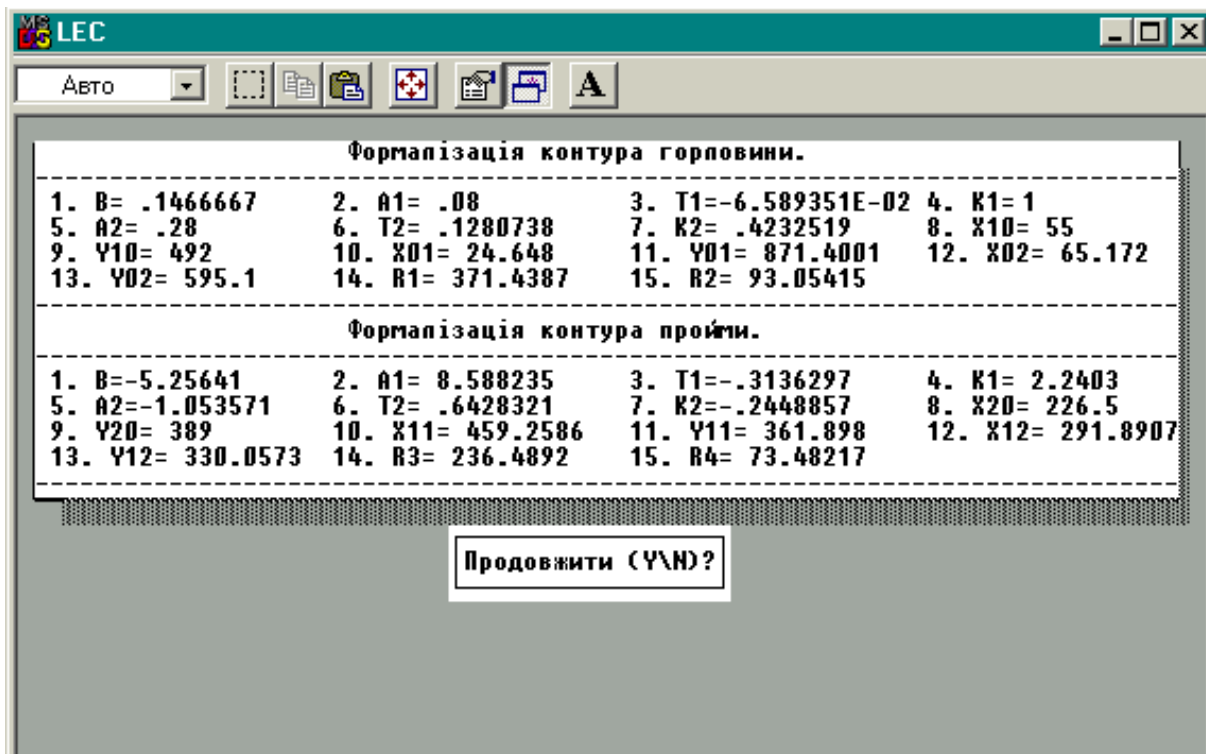 LEC
Авто
A
Формалізація контура горловини.
1. B= .1466667 2. A1= .08 3. T1=-6.589351E-02 4. K1= 1
5. A2= .28 6. T2= .1280738 7. K2= .4232519 8. X10= 55
9. Y10= 492 10. X01= 24.648 11. Y01= 871.4001 12. X02= 65.172
13. Y02= 595.1 14. R1= 371.4387 15. R2= 93.05415
Формалізація контура пройми.
1. B=-5.25641 2. A1= 8.588235 3. T1=-.3136297 4. K1= 2.2403
5. A2=-1.053571 6. T2= .6428321 7. K2=-.2448857 8. X20= 226.5
9. Y20= 389 10. X11= 459.2586 11. Y11= 361.898 12. X12= 291.8907
13. Y12= 330.0573 14. R3= 236.4892 15. R4= 73.48217
Продовжити (Y\N)?